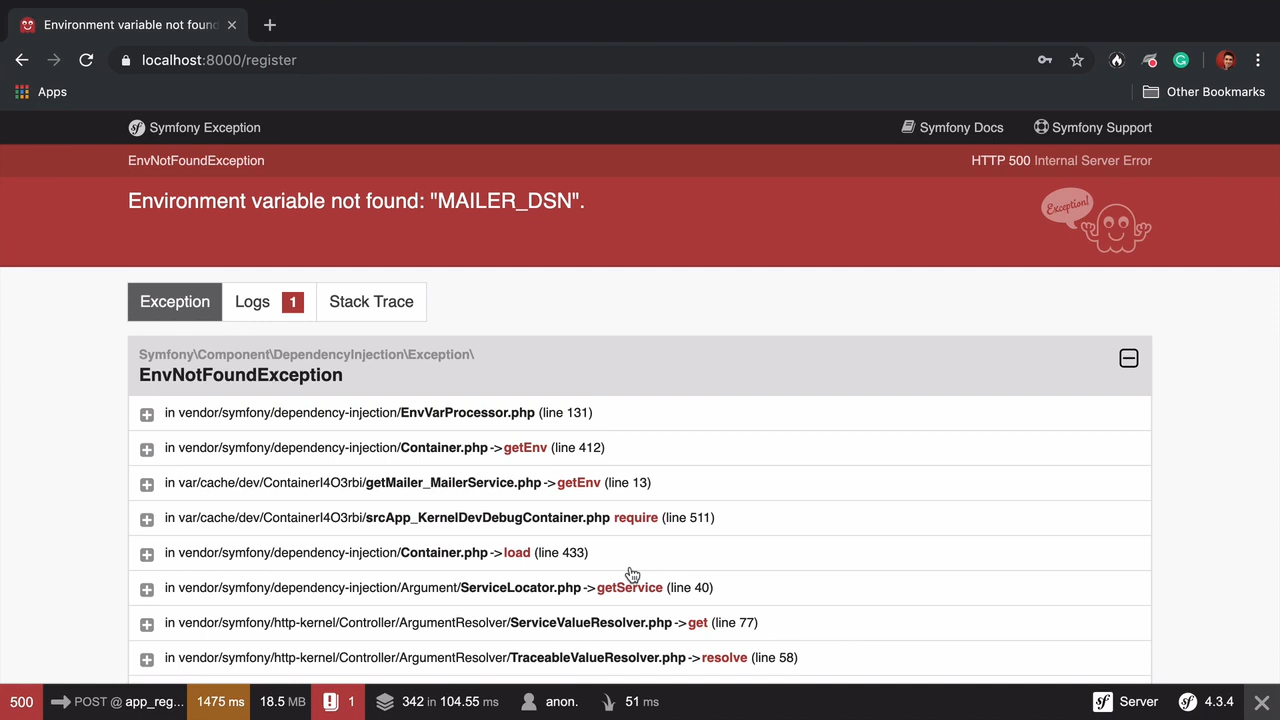 Environment variable not found
localhost:8000/register
Apps
Other Bookmarks
sf Symfony Exception
Symfony Docs
Symfony Support
EnvNotFoundException
HTTP 500 Internal Server Error
Environment variable not found: "MAILER_DSN".
Exception!
Exception
Logs 1
Stack Trace
Symfony\Component\DependencyInjection\Exception\
EnvNotFoundException
in vendor/symfony/dependency-injection/EnvVarProcessor.php (line 131)
in vendor/symfony/dependency-injection/Container.php->getEnv (line 412)
in var/cache/dev/ContainerI4O3rbi/getMailer_MailerService.php->getEnv (line 13)
in var/cache/dev/ContainerI4O3rbi/srcApp_KernelDevDebugContainer.php require (line 511)
in vendor/symfony/dependency-injection/Container.php->load (line 433)
in vendor/symfony/dependency-injection/Argument/ServiceLocator.php->getService (line 40)
in vendor/symfony/http-kernel/Controller/ArgumentResolver/ServiceValueResolver.php->get (line 77)
in vendor/symfony/http-kernel/Controller/ArgumentResolver/TraceableValueResolver.php->resolve (line 58)
500 POST @ app_reg... 1475 ms 18.5 MB 1 342 in 104.55 ms anon. 51 ms sf Server sf 4.3.4